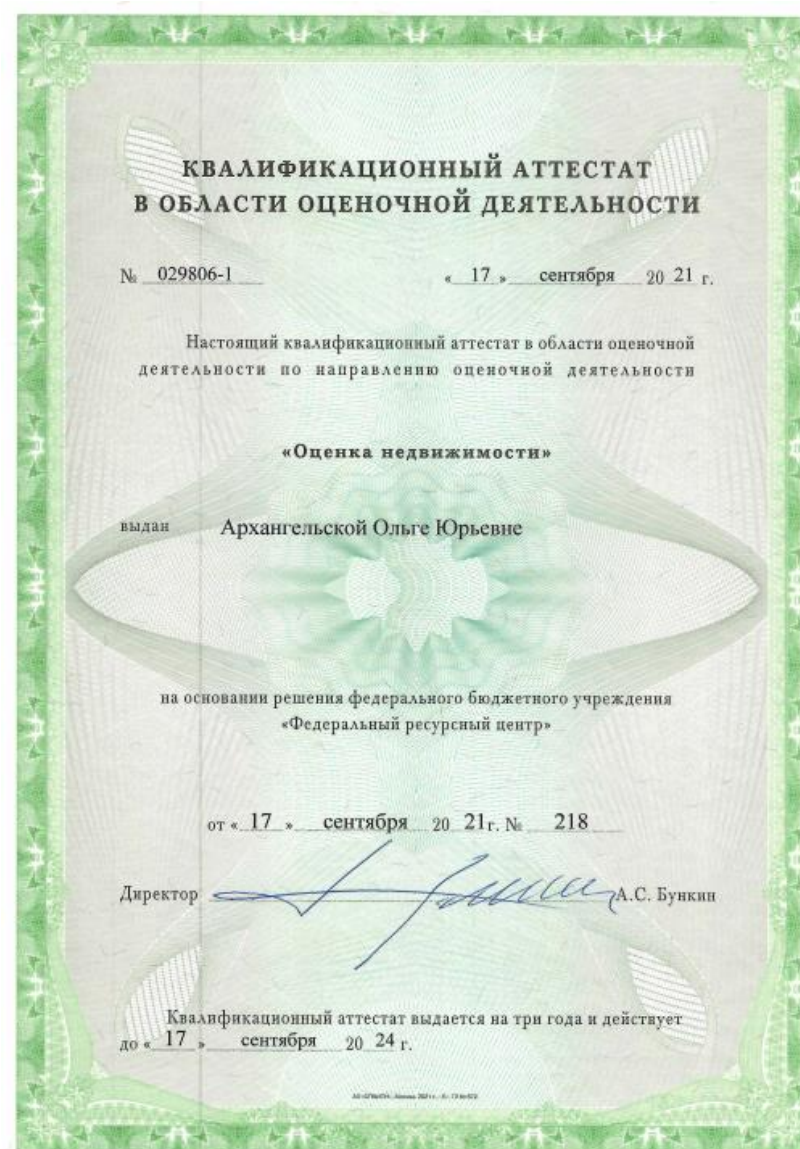 КВАЛИФИКАЦИОННЫЙ АТТЕСТАТ
В ОБЛАСТИ ОЦЕНОЧНОЙ ДЕЯТЕЛЬНОСТИ
№ 029806-1 « 17 » сентября 20 21 г.
Настоящий квалификационный аттестат в области оценочной
деятельности по направлению оценочной деятельности
«Оценка недвижимости»
выдан Архангельской Ольге Юрьевне
на основании решения федерального бюджетного учреждения
«Федеральный ресурсный центр»
от « 17 » сентября 20 21г. № 218
Директор А.С. Бункин
Квалификационный аттестат выдается на три года и действует
до « 17 » сентября 20 24 г.